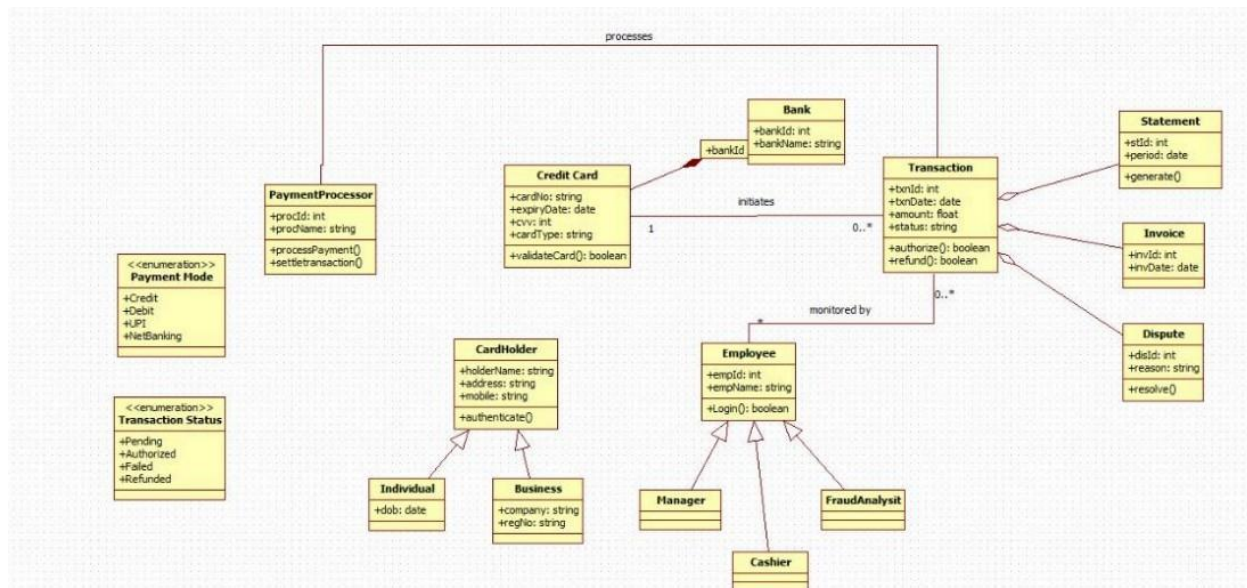 processes
Bank
+bankId: int
+bankName: string
+bankId
Statement
+stId: int
+period: date
+generate()
Credit Card
+cardNo: string
+expiryDate: date
+cvv: int
+cardType: string
+validateCard(): boolean
initiates
1
0..*
Transaction
+txnId: int
+txnDate: date
+amount: float
+status: string
+authorize(): boolean
+refund(): boolean
PaymentProcessor
+procId: int
+procName: string
+processPayment()
+settletransaction()
Invoice
+invId: int
+invDate: date
<<enumeration>>
Payment Mode
+Credit
+Debit
+UPI
+NetBanking
0..*
monitored by
*
Dispute
+disId: int
+reason: string
+resolve()
CardHolder
+holderName: string
+address: string
+mobile: string
+authenticate()
Employee
+empId: int
+empName: string
+Login(): boolean
<<enumeration>>
Transaction Status
+Pending
+Authorized
+Failed
+Refunded
Individual
+dob: date
Business
+company: string
+regNo: string
Manager
FraudAnalysit
Cashier